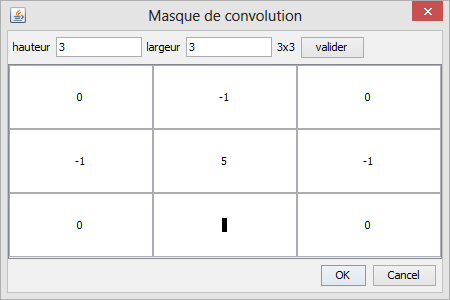 Masque de convolution
hauteur 3 largeur 3 3x3 valider
0 -1 0
-1 5 -1
0 0
OK Cancel